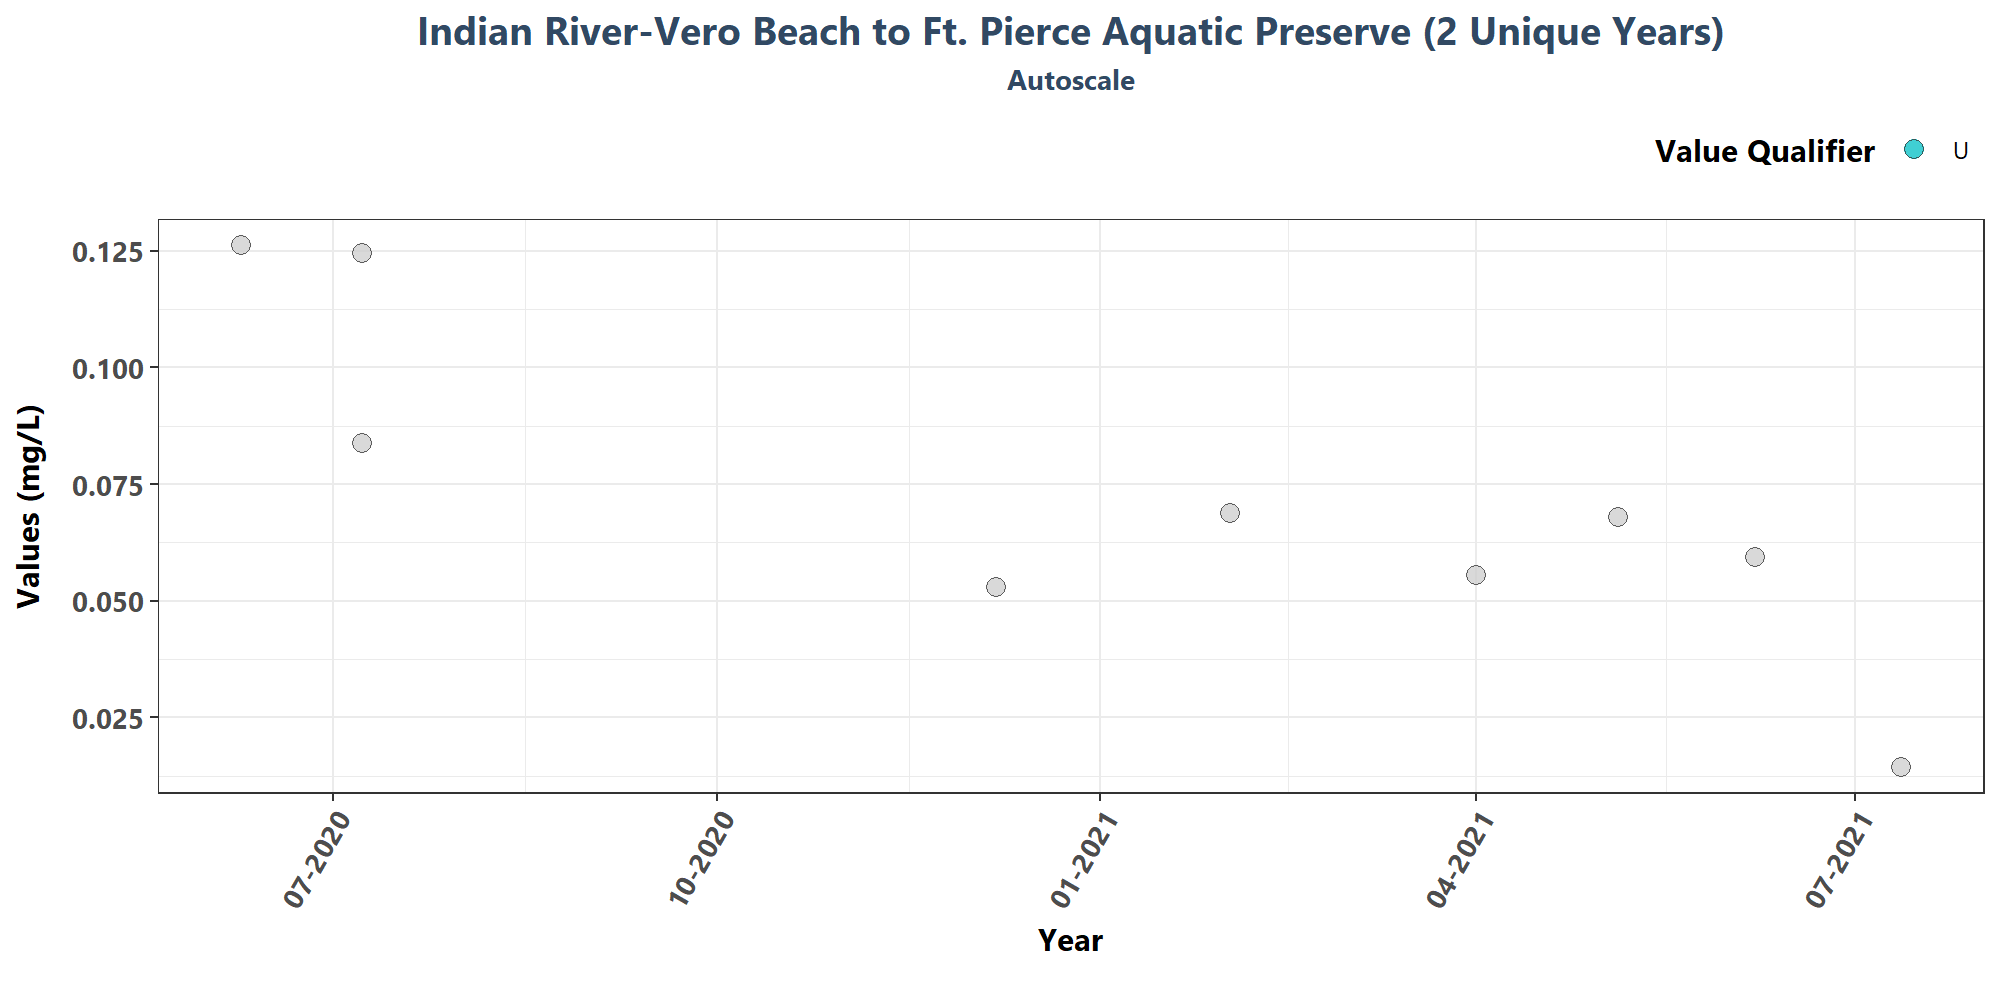 Indian River-Vero Beach to Ft. Pierce Aquatic Preserve (2 Unique Years)
Autoscale
Value Qualifier U
0.125
0.100
0.075
0.050
0.025
Values (mg/L)
07-2020
10-2020
01-2021
04-2021
07-2021
Year